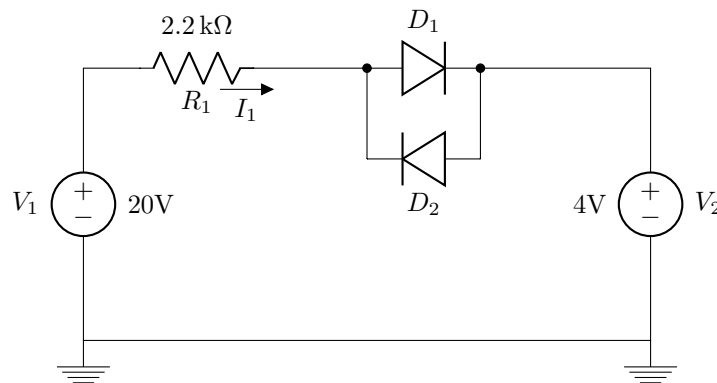 2.2 kΩ
D₁
R₁
I₁
V₁
+
−
20V
D₂
4V
+
−
V₂